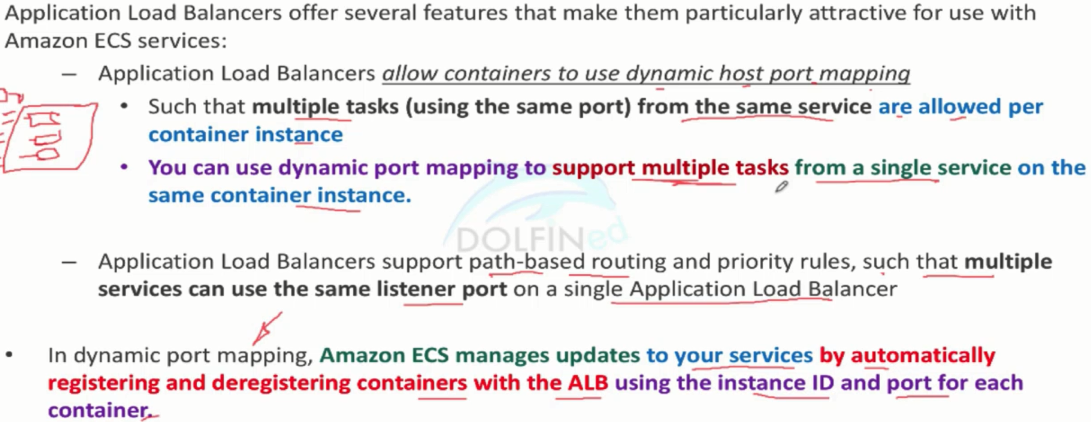 Application Load Balancers offer several features that make them particularly attractive for use with
Amazon ECS services:
– Application Load Balancers allow containers to use dynamic host port mapping
• Such that multiple tasks (using the same port) from the same service are allowed per
container instance
• You can use dynamic port mapping to support multiple tasks from a single service on the
same container instance.
DOLFINed
– Application Load Balancers support path-based routing and priority rules, such that multiple
services can use the same listener port on a single Application Load Balancer
• In dynamic port mapping, Amazon ECS manages updates to your services by automatically
registering and deregistering containers with the ALB using the instance ID and port for each
container.